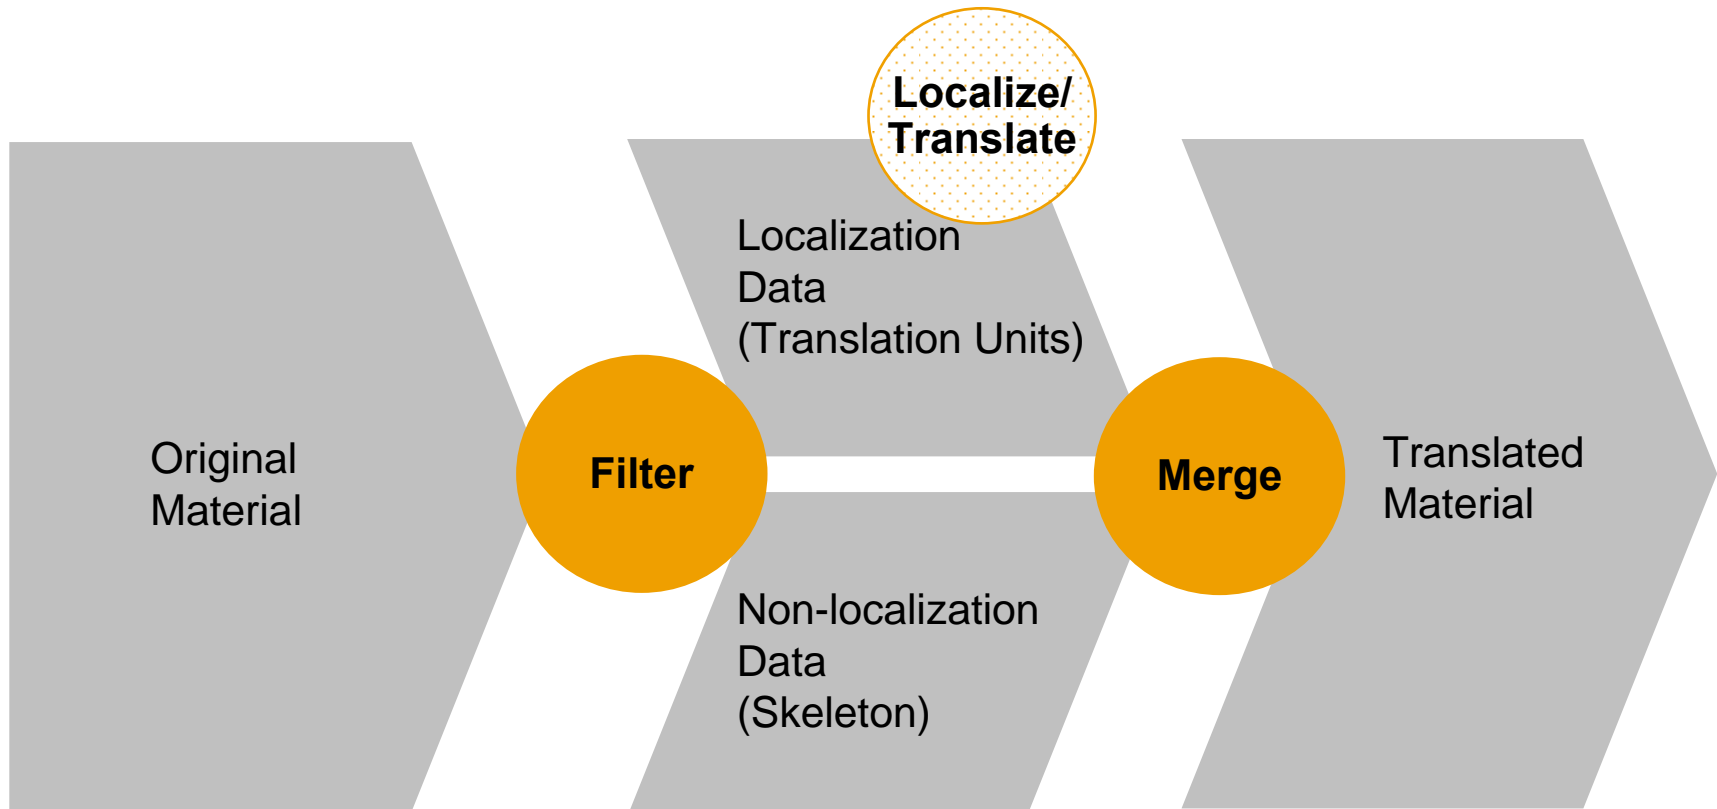 Original
Material
Filter
Localize/
Translate
Localization
Data
(Translation Units)
Non-localization
Data
(Skeleton)
Merge
Translated
Material